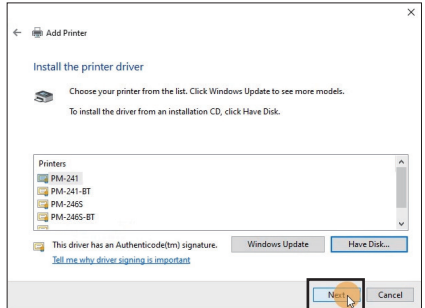 Add Printer
Install the printer driver
Choose your printer from the list. Click Windows Update to see more models.
To install the driver from an installation CD, click Have Disk.
Printers
PM-241
PM-241-BT
PM-246S
PM-246S-BT
This driver has an Authenticode(tm) signature.
Windows Update
Have Disk...
Tell me why driver signing is important
Next
Cancel